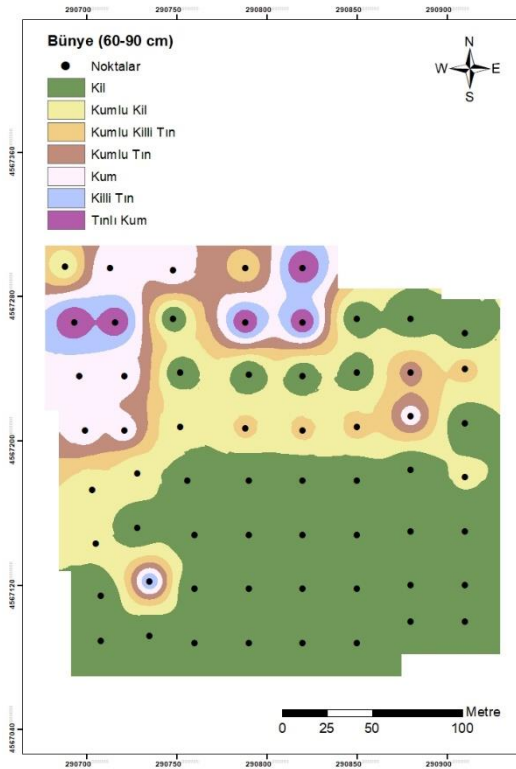 290700 290750 290800 290850 290900
Bünye (60-90 cm)
Noktalar
Kil
Kumlu Kil
Kumlu Killi Tın
Kumlu Tın
Kum
Killi Tın
Tınlı Kum
N
W E
S
4567360
4567280
4567200
4567120
4567040
Metre
0 25 50 100
290700 290750 290800 290850 290900